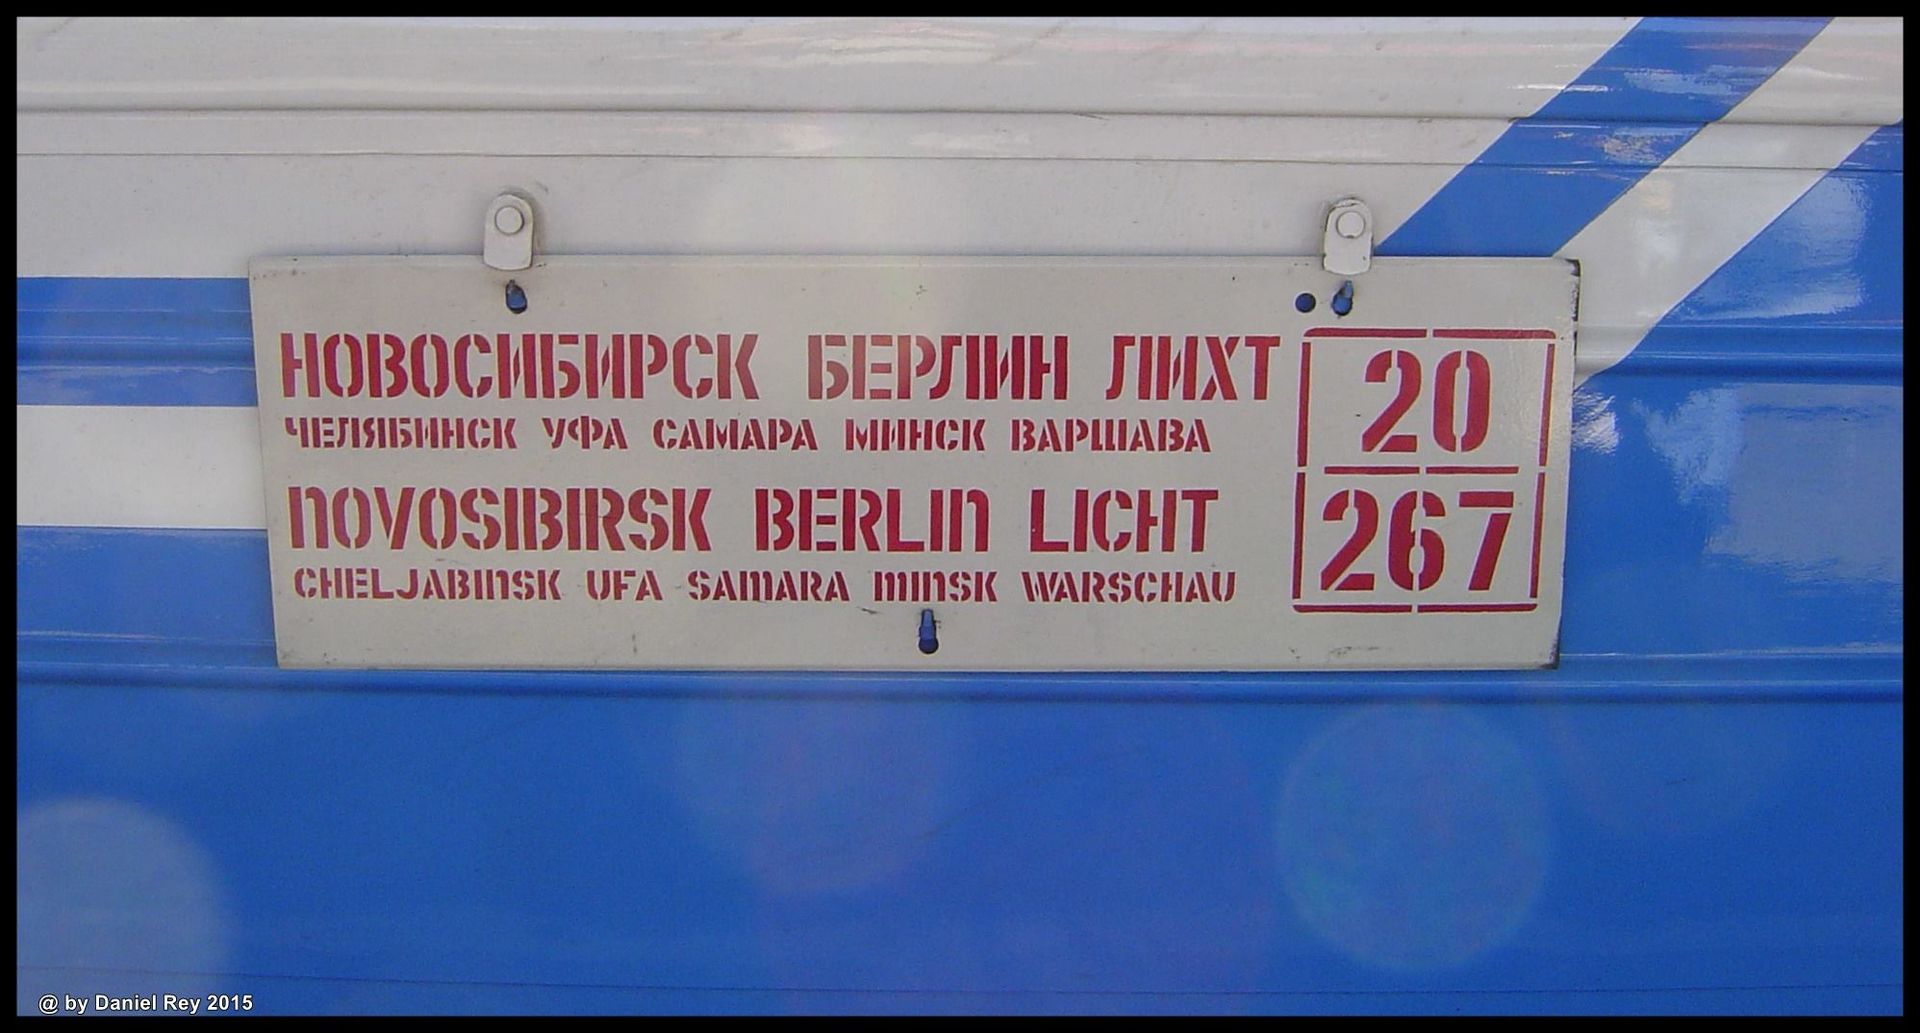 НОВОСИБИРСК БЕРЛИН ЛИХТ
ЧЕЛЯБИНСК УФА САМАРА МИНСК ВАРШАВА
NOVOSIBIRSK BERLIN LICHT
CHELJABINSK UFA SAMARA MINSK WARSCHAU
20
267
@ by Daniel Rey 2015